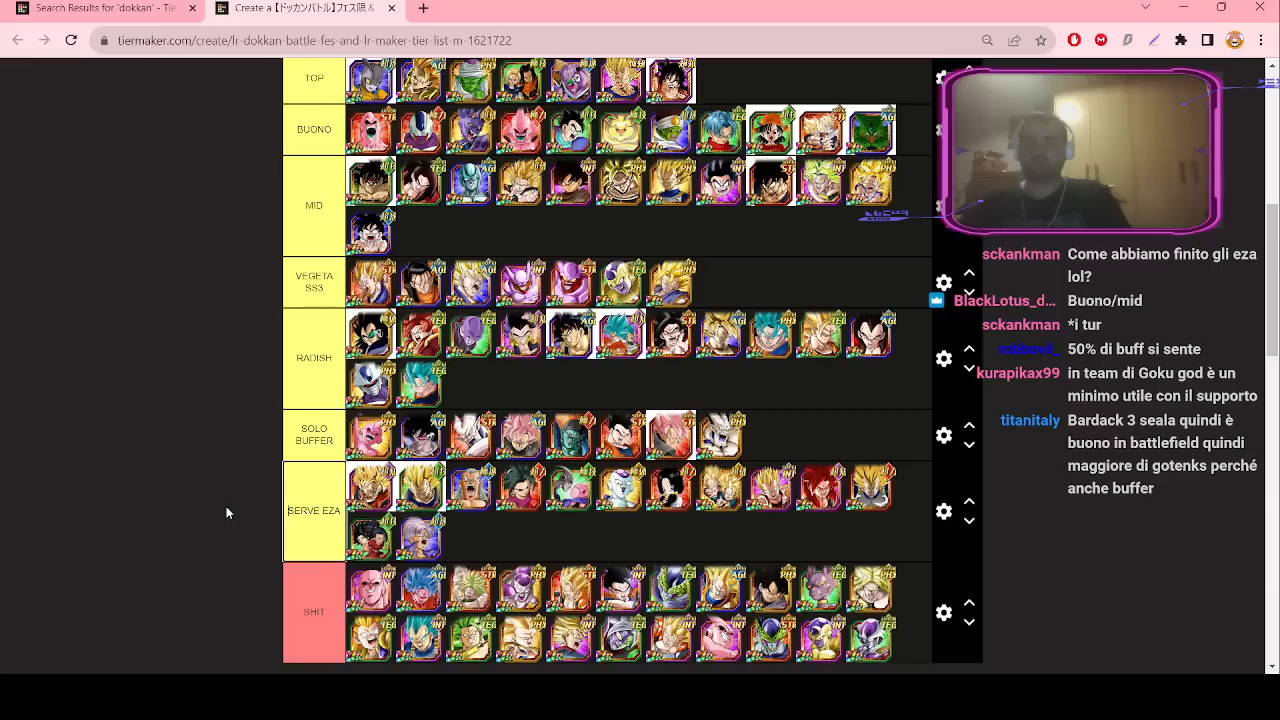 Search Results for 'dokkan' - Tie
Create a 【ドッカンバトル】フェス限 &
tiermaker.com/create/lr-dokkan-battle-fes-and-lr-maker-tier-list-m-1621722
TOP
BUONO
MID
VEGETA
SS3
RADISH
SOLO
BUFFER
SERVE EZA
SHIT
sckankman Come abbiamo finito gli eza
lol?
BlackLotus_d... Buono/mid
sckankman *i tur
50% di buff si sente
kurapikax99 in team di Goku god è un
minimo utile con il supporto
titanitaly Bardack 3 seala quindi è
buono in battlefield quindi
maggiore di gotenks perché
anche buffer